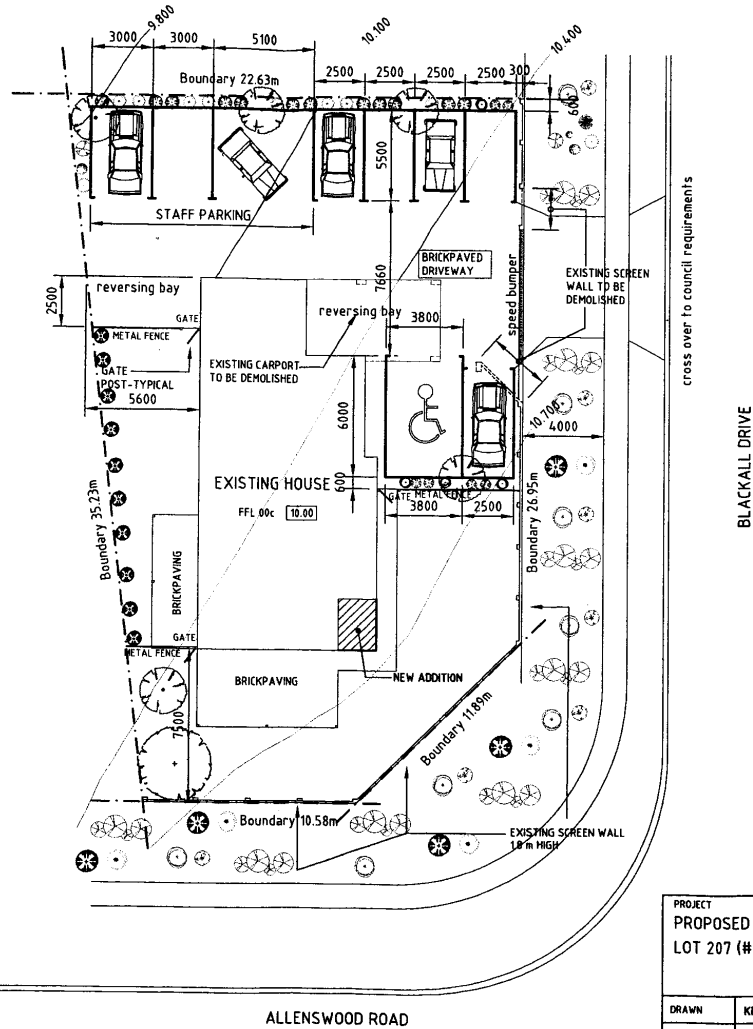 9.800
10.100
10.400
3000
3000
5100
2500
2500
2500
2500
300
Boundary 22.63m
600
5500
STAFF PARKING
cross over to council requirements
7660
BRICKPAVED
DRIVEWAY
EXISTING SCREEN
WALL TO BE
DEMOLISHED
speed bumper
2500
reversing bay
reversing bay
3800
GATE
METAL FENCE
GATE
POST-TYPICAL
5600
EXISTING CARPORT
TO BE DEMOLISHED
6000
10.700
4000
BLACKALL DRIVE
EXISTING HOUSE
600
FFL 00c 10.00
GATE METAL FENCE
3800
2500
Boundary 35.23m
Boundary 26.95m
BRICKPAVING
GATE
METAL FENCE
BRICKPAVING
NEW ADDITION
7500
Boundary 11.89m
Boundary 10.58m
EXISTING SCREEN WALL
1.8 m HIGH
PROJECT
PROPOSED
LOT 207 (#
DRAWN
ALLENSWOOD ROAD